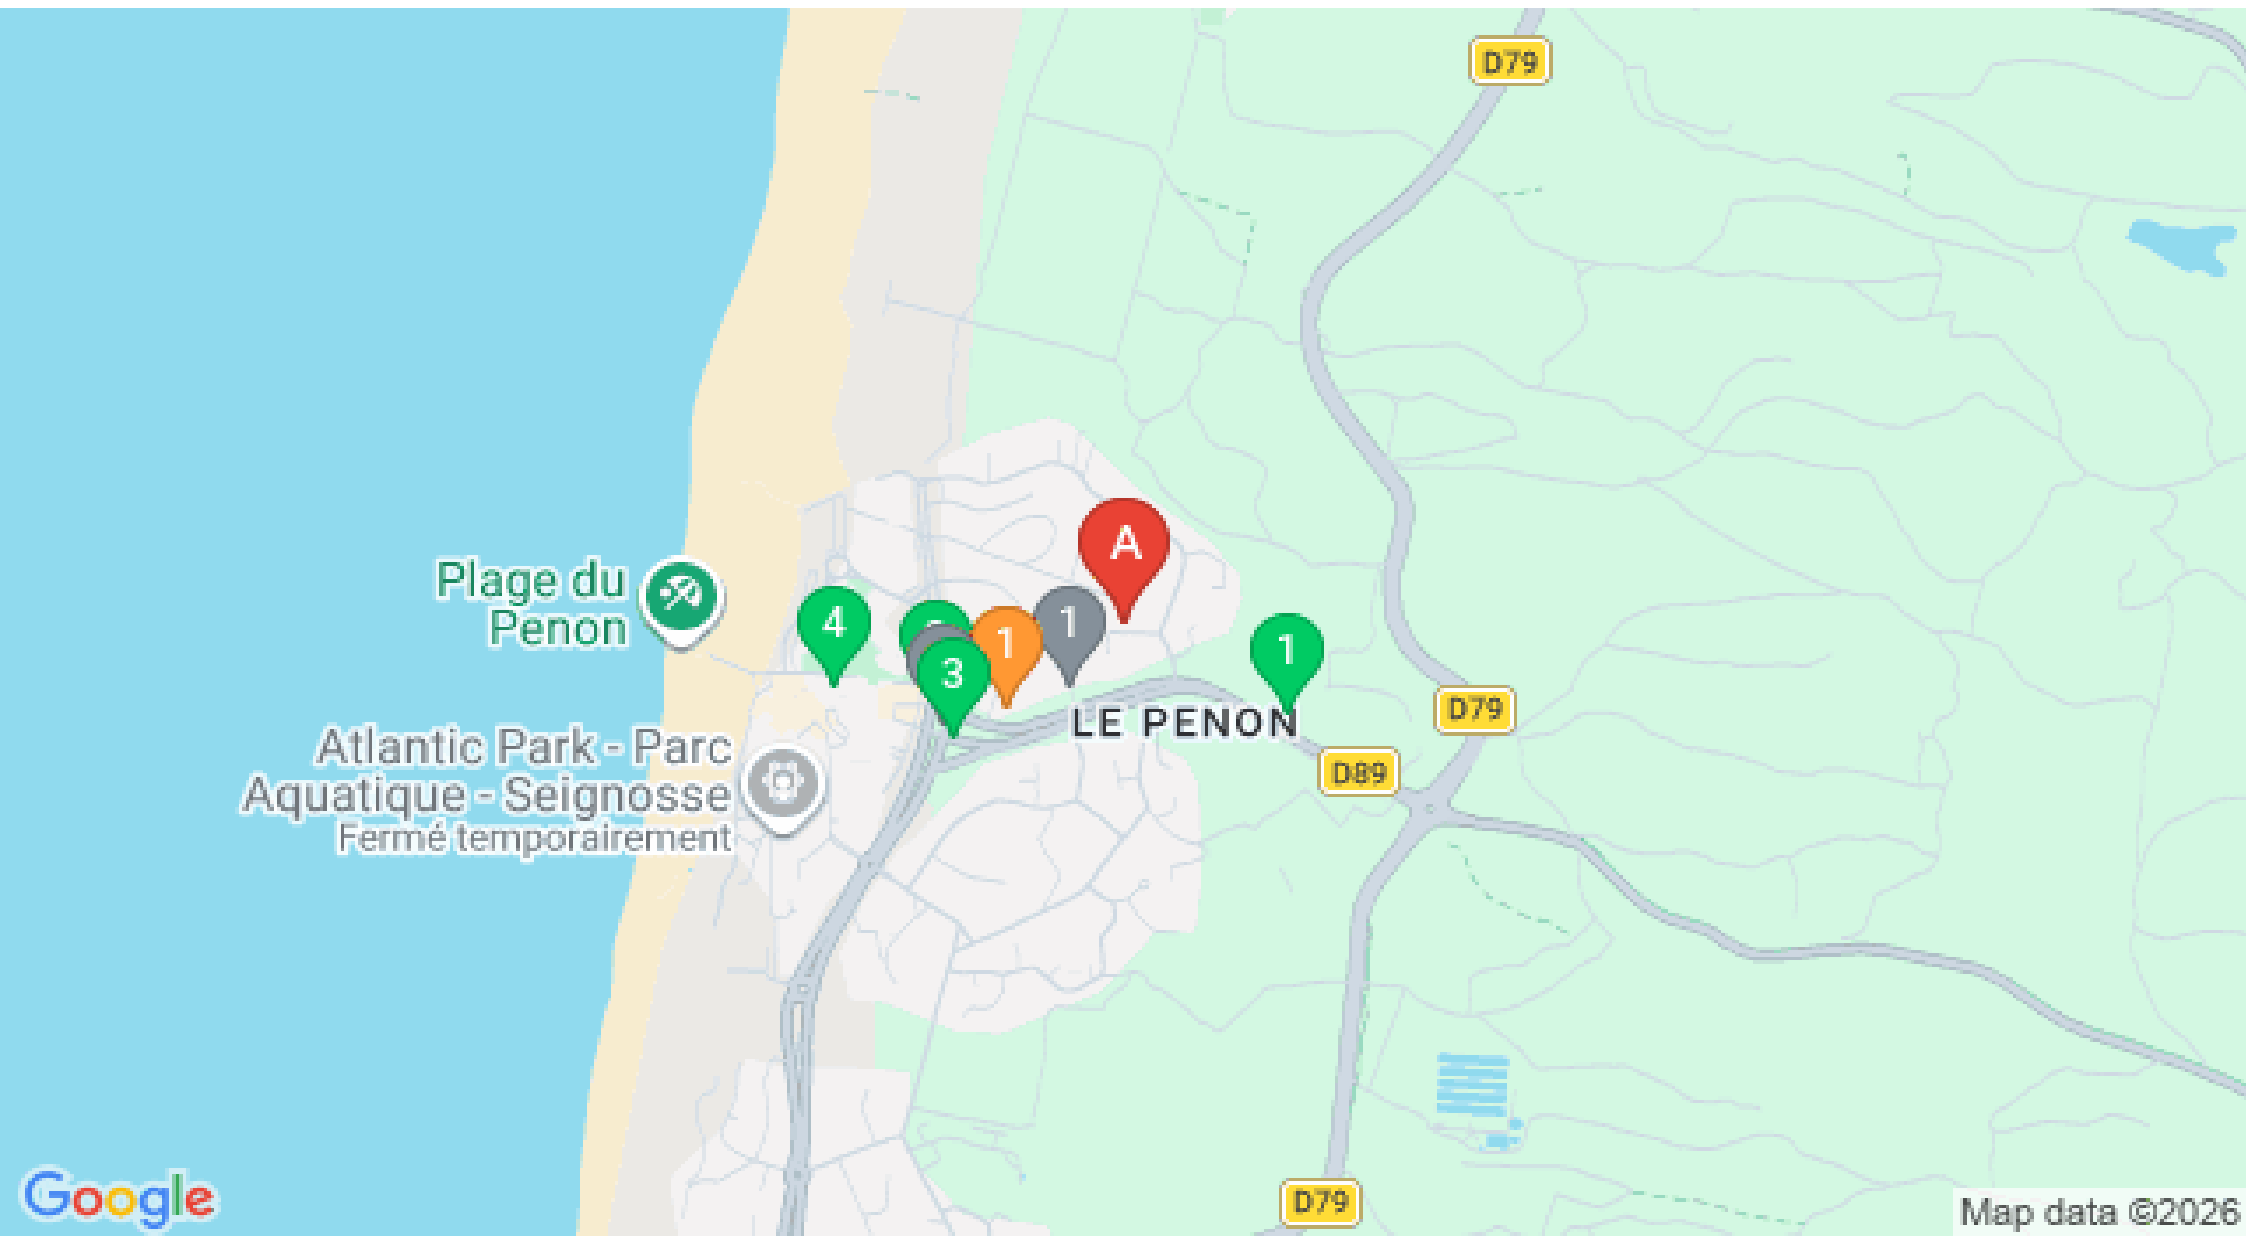 D79
A
Plage du
Penon
4
1
1
1
3
LE PENON
D79
D89
Atlantic Park - Parc
Aquatique - Seignosse
Fermé temporairement
D79
Google
Map data ©2026